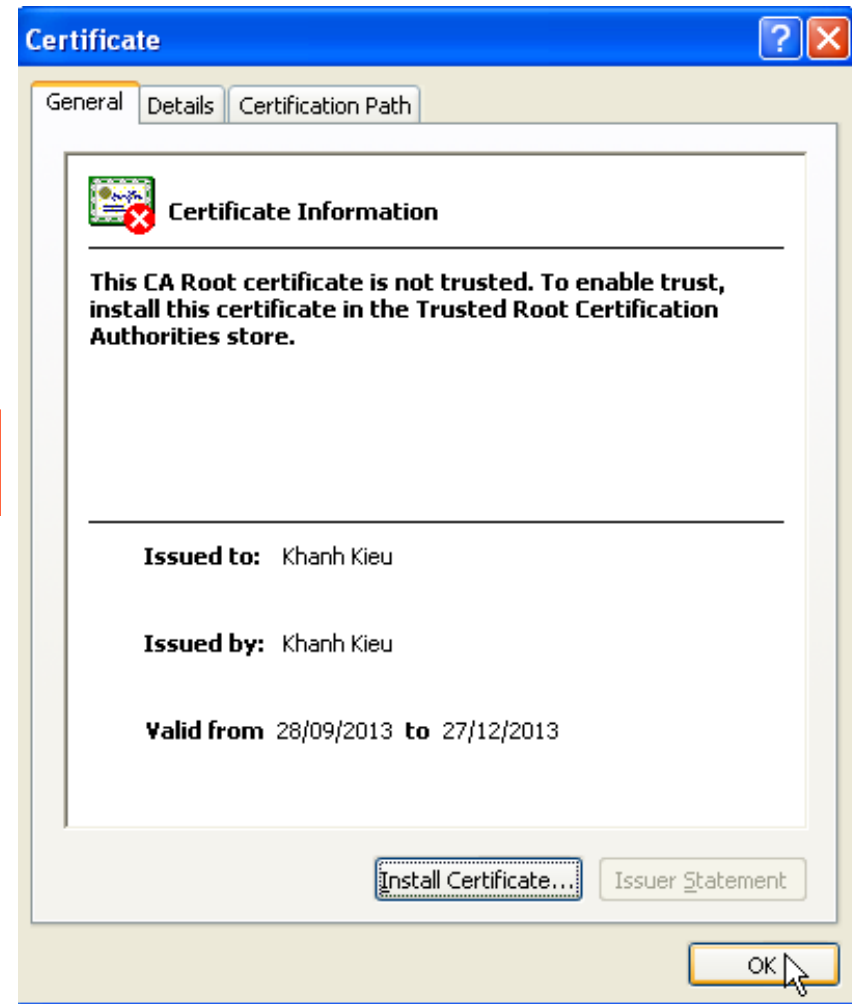 Certificate
General Details Certification Path
Certificate Information
This CA Root certificate is not trusted. To enable trust,
install this certificate in the Trusted Root Certification
Authorities store.
Issued to: Khanh Kieu
Issued by: Khanh Kieu
Valid from 28/09/2013 to 27/12/2013
Install Certificate... Issuer Statement
OK